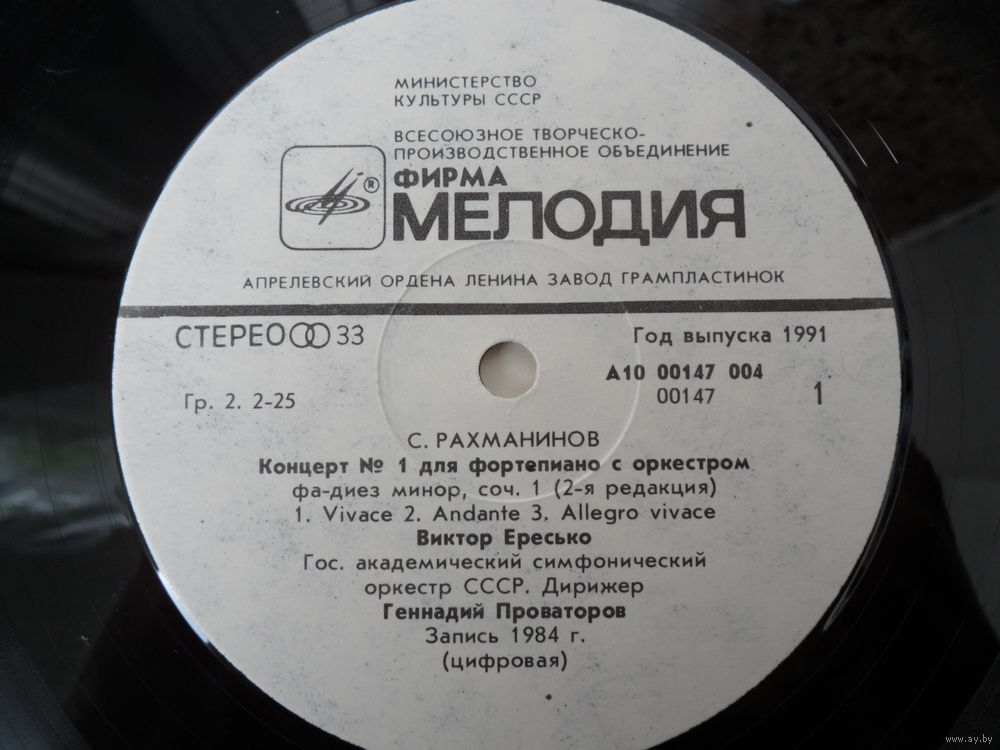 МИНИСТЕРСТВО
КУЛЬТУРЫ СССР
ВСЕСОЮЗНОЕ ТВОРЧЕСКО-
ПРОИЗВОДСТВЕННОЕ ОБЪЕДИНЕНИЕ
®
ФИРМА
МЕЛОДИЯ
АПРЕЛЕВСКИЙ ОРДЕНА ЛЕНИНА ЗАВОД ГРАМПЛАСТИНОК
СТЕРЕО 33
Год выпуска 1991
А10 00147 004
Гр. 2. 2-25
00147
1
С. РАХМАНИНОВ
Концерт № 1 для фортепиано с оркестром
фа-диез минор, соч. 1 (2-я редакция)
1. Vivace 2. Andante 3. Allegro vivace
Виктор Ересько
Гос. академический симфонический
оркестр СССР. Дирижер
Геннадий Проваторов
Запись 1984 г.
(цифровая)
www.ay.by